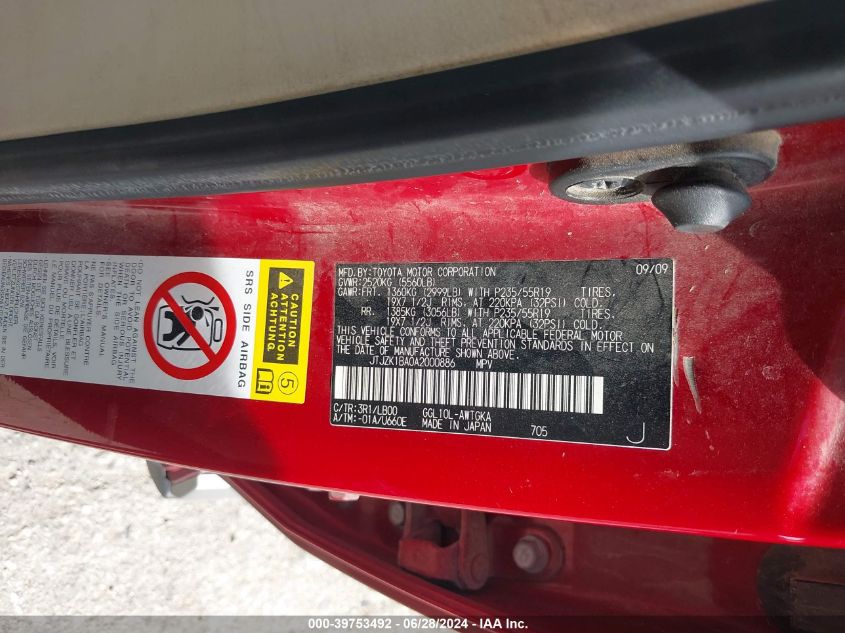 MFD.BY: TOYOTA MOTOR CORPORATION 09/09
GVWR: 2520KG (5560LB)
GAWR: FRT. 1360KG (2999LB) WITH P235/55R19 TIRES,
19X7 1/2J RIMS, AT 220KPA (32PSI) COLD.
RR. 1385KG (3056LB) WITH P235/55R19 TIRES,
19X7 1/2J RIMS, AT 220KPA (32PSI) COLD.
THIS VEHICLE CONFORMS TO ALL APPLICABLE FEDERAL MOTOR
VEHICLE SAFETY AND THEFT PREVENTION STANDARDS IN EFFECT
ON THE DATE OF MANUFACTURE SHOWN ABOVE.
JTJZK1BA0A2000886 MPV
C/TR: 3R1/LB00 GGL10L-AWTGKA
A/TM: -01A/U660E MADE IN JAPAN 705
J
CAUTION
ATTENTION
ACHTUNG
5
SRS SIDE AIRBAG
000-39753492 - 06/28/2024 - IAA Inc.